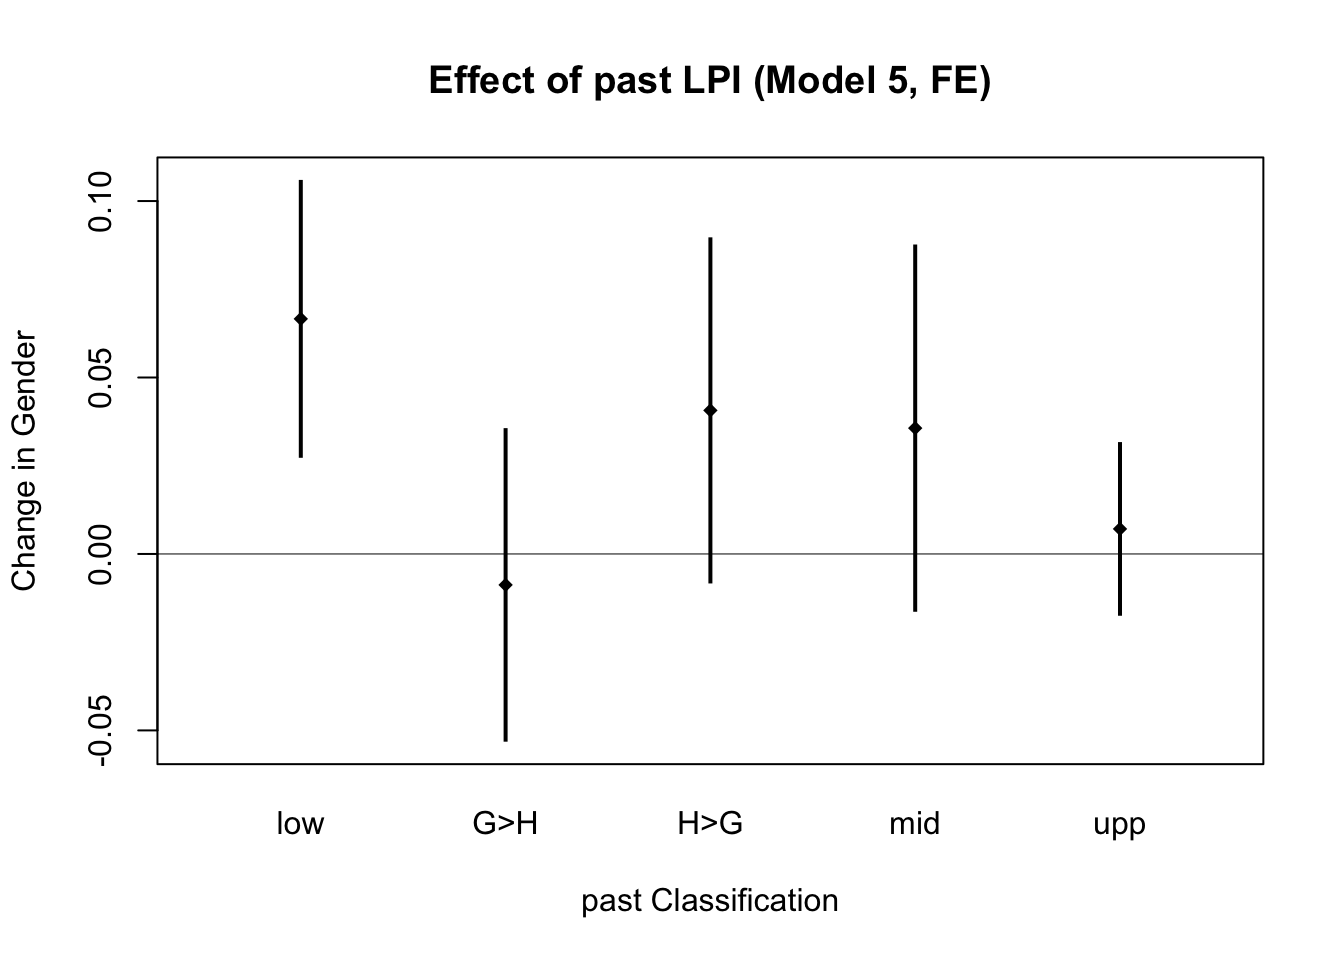 Effect of past LPI (Model 5, FE)
Change in Gender
0.10
0.05
0.00
-0.05
low G>H H>G mid upp
past Classification